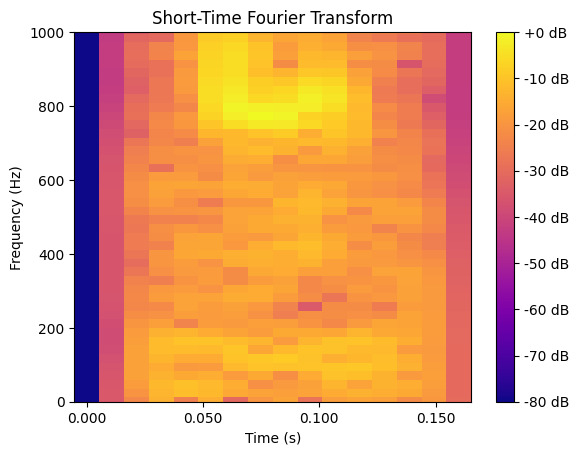 Short-Time Fourier Transform
1000
800
600
400
200
0
Frequency (Hz)
0.000
0.050
0.100
0.150
Time (s)
+0 dB
-10 dB
-20 dB
-30 dB
-40 dB
-50 dB
-60 dB
-70 dB
-80 dB